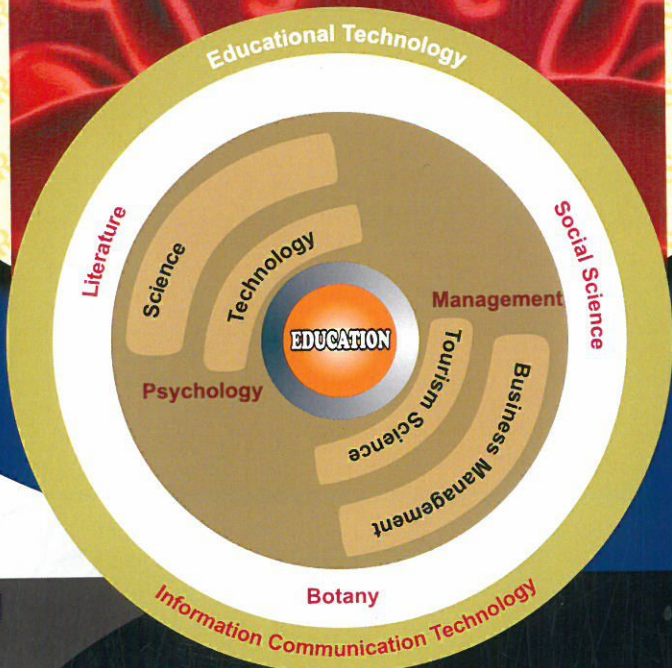 Educational Technology
Literature
Social Science
Science
Technology
Management
EDUCATION
Psychology
Tourism Science
Business Management
Botany
Information Communication Technology